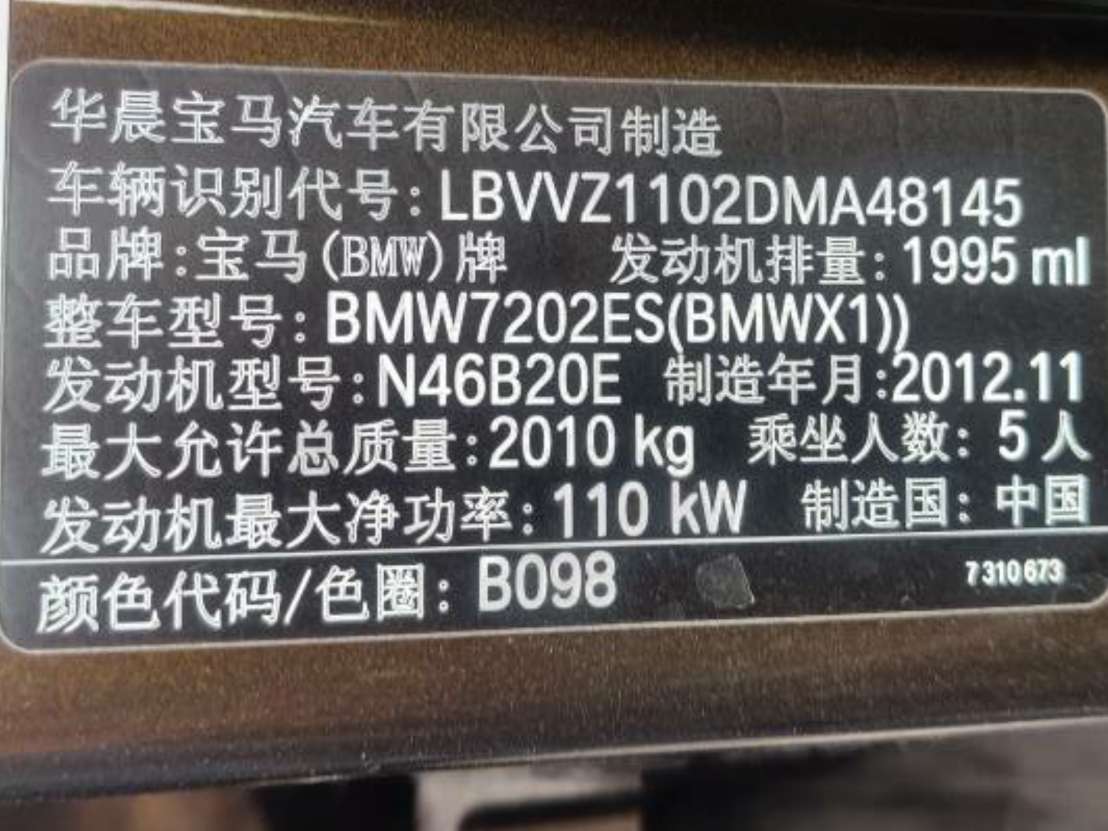 华晨宝马汽车有限公司制造
车辆识别代号:LBVVZ1102DMA48145
品牌:宝马(BMW)牌 发动机排量:1995 ml
整车型号:BMW7202ES(BMWX1))
发动机型号:N46B20E 制造年月:2012.11
最大允许总质量:2010 kg 乘坐人数: 5人
发动机最大净功率:110 kW 制造国: 中国
颜色代码/色圈: B098
7310673